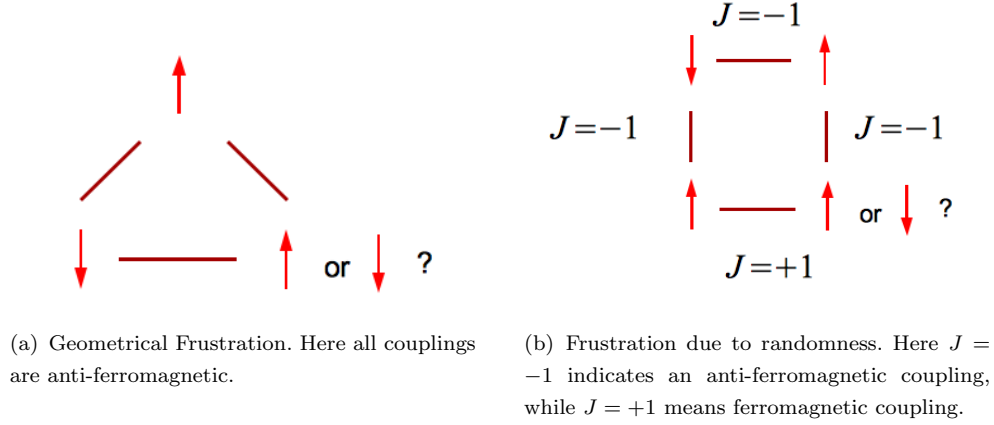 J=−1
J=−1
J=−1
or
?
or
?
J=+1
(a) Geometrical Frustration. Here all couplings
are anti-ferromagnetic.
(b) Frustration due to randomness. Here J =
−1 indicates an anti-ferromagnetic coupling,
while J = +1 means ferromagnetic coupling.